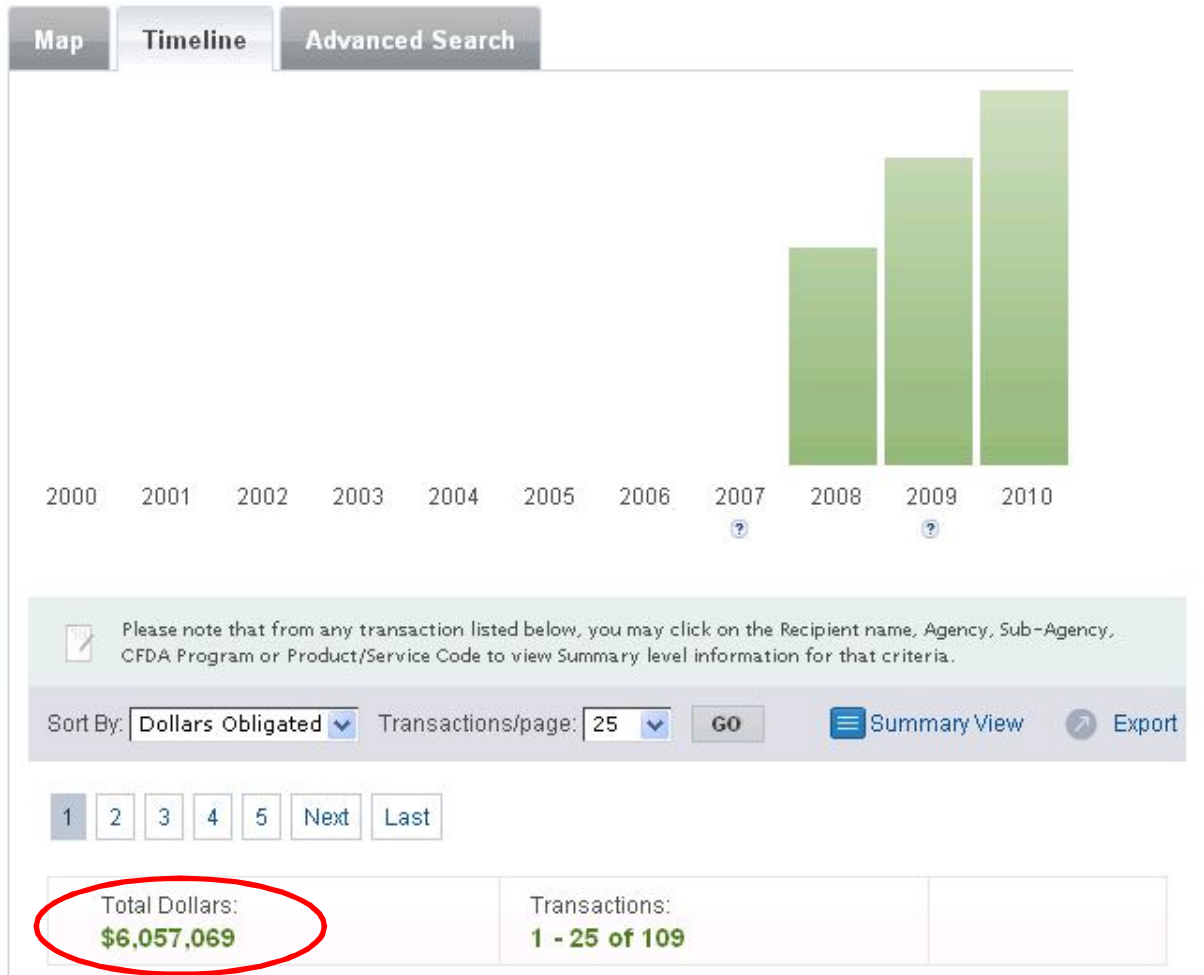 Map Timeline Advanced Search
2000 2001 2002 2003 2004 2005 2006 2007 2008 2009 2010
? ?
Please note that from any transaction listed below, you may click on the Recipient name, Agency, Sub-Agency,
CFDA Program or Product/Service Code to view Summary level information for that criteria.
Sort By: Dollars Obligated Transactions/page: 25 GO Summary View Export
1 2 3 4 5 Next Last
Total Dollars: Transactions:
$6,057,069 1 - 25 of 109